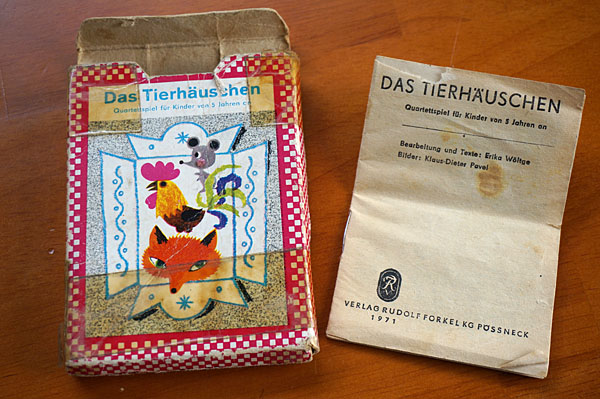 Das Tierhäuschen
Quartettspiel für Kinder von 5 Jahren an
DAS TIERHÄUSCHEN
Quartettspiel für Kinder von 5 Jahren an
Bearbeitung und Texte: Erika Wöltge
Bilder: Klaus-Dieter Pavel
R
VERLAG RUDOLF FORKEL KG PÖSSNECK
1971